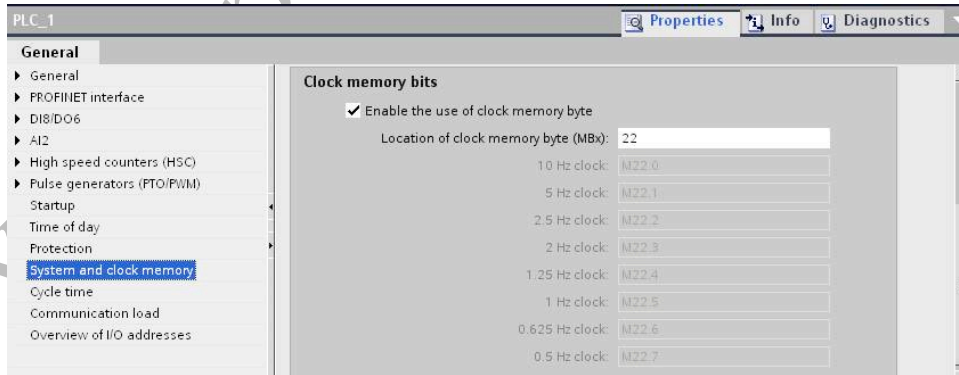 PLC_1
Properties
Info
Diagnostics
General
General
PROFINET interface
DI8/DO6
AI2
High speed counters (HSC)
Pulse generators (PTO/PWM)
Startup
Time of day
Protection
System and clock memory
Cycle time
Communication load
Overview of I/O addresses
Clock memory bits
Enable the use of clock memory byte
Location of clock memory byte (MBx): 22
10 Hz clock: M22.0
5 Hz clock: M22.1
2.5 Hz clock: M22.2
2 Hz clock: M22.3
1.25 Hz clock: M22.4
1 Hz clock: M22.5
0.625 Hz clock: M22.6
0.5 Hz clock: M22.7